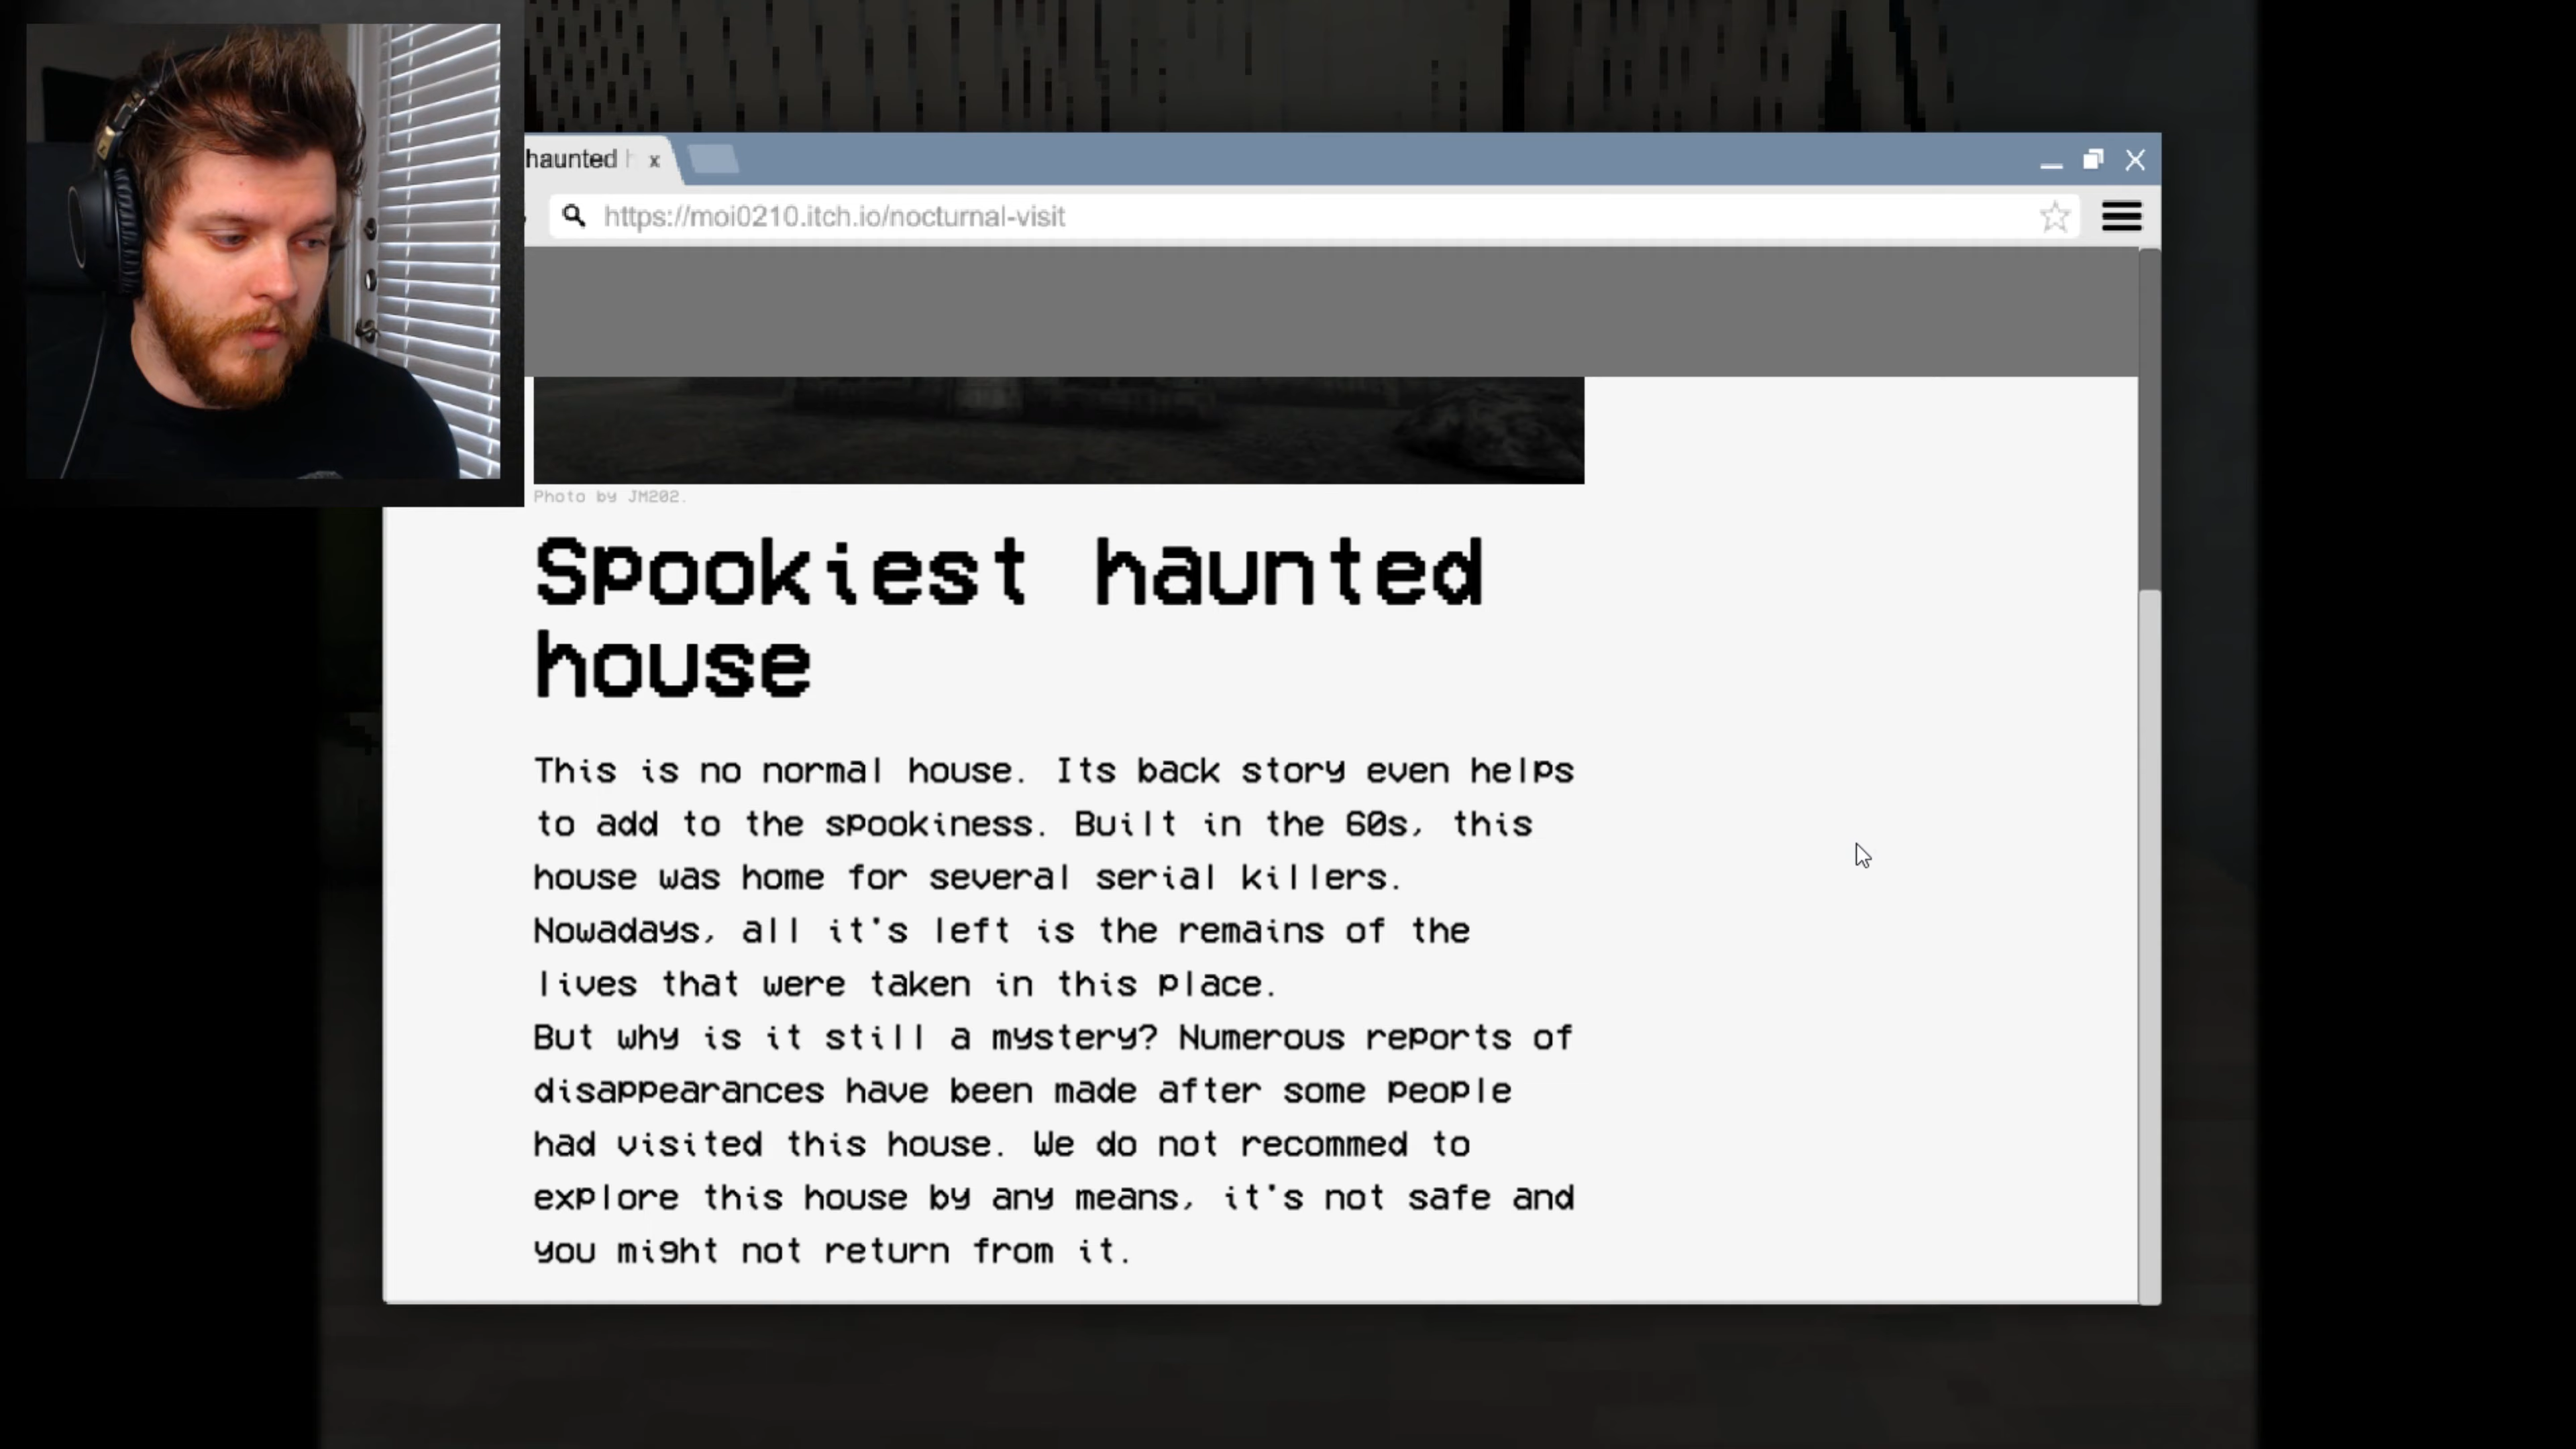 haunted h x
https://moi0210.itch.io/nocturnal-visit
Photo by JM202.
Spookiest haunted
house
This is no normal house. Its back story even helps
to add to the spookiness. Built in the 60s, this
house was home for several serial killers.
Nowadays, all it's left is the remains of the
lives that were taken in this place.
But why is it still a mystery? Numerous reports of
disappearances have been made after some people
had visited this house. We do not recommed to
explore this house by any means, it's not safe and
you might not return from it.